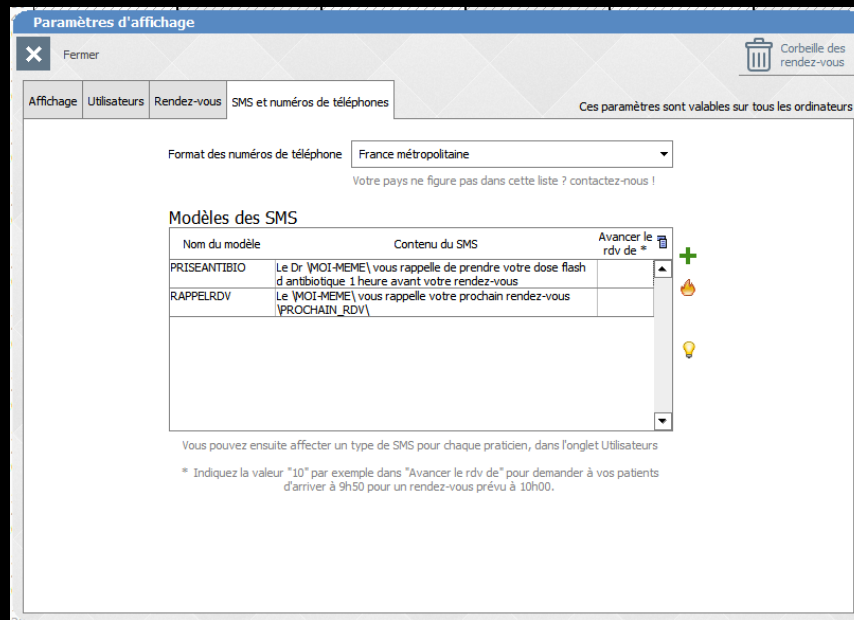 Paramètres d'affichage
Fermer
Corbeille des
rendez-vous
Affichage Utilisateurs Rendez-vous SMS et numéros de téléphones
Ces paramètres sont valables sur tous les ordinateurs
Format des numéros de téléphone France métropolitaine
Votre pays ne figure pas dans cette liste ? contactez-nous !
Modèles des SMS
Nom du modèle Contenu du SMS Avancer le
rdv de *
PRISEANTIBIO Le Dr \MOI-MEME\ vous rappelle de prendre votre dose flash
d antibiotique 1 heure avant votre rendez-vous
RAPPELRDV Le \MOI-MEME\ vous rappelle votre prochain rendez-vous
\PROCHAIN_RDV\
Vous pouvez ensuite affecter un type de SMS pour chaque praticien, dans l'onglet Utilisateurs
* Indiquez la valeur "10" par exemple dans "Avancer le rdv de" pour demander à vos patients
d'arriver à 9h50 pour un rendez-vous prévu à 10h00.